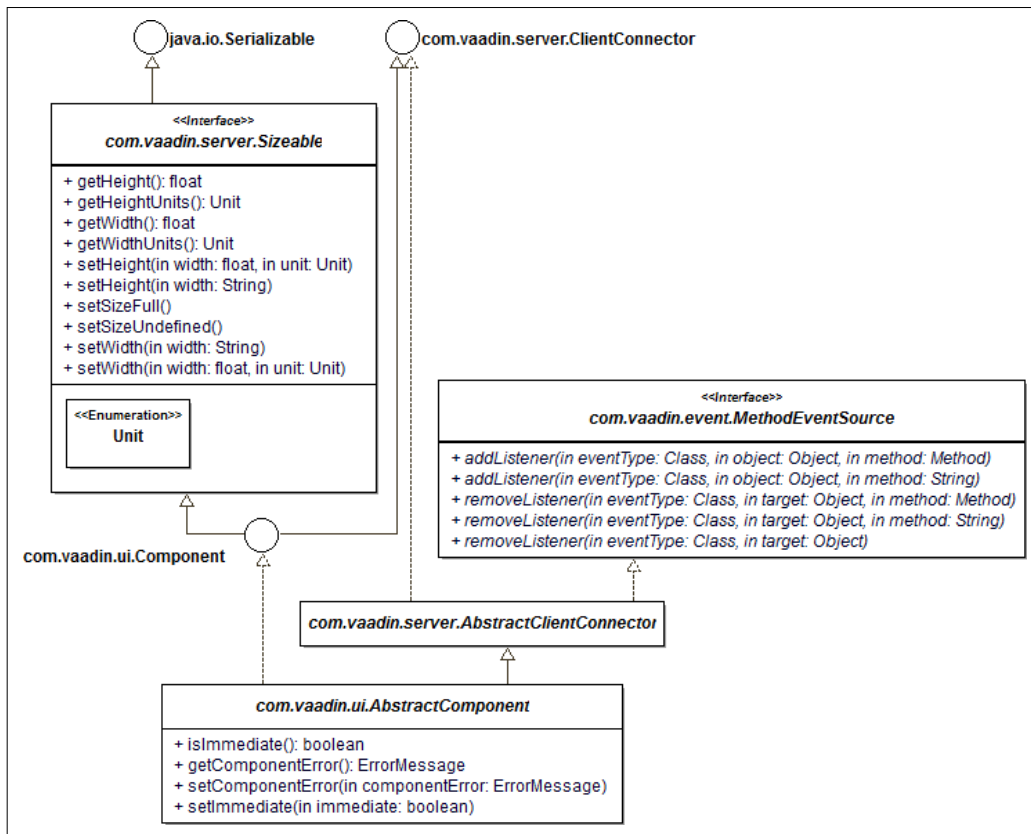 java.io.Serializable
com.vaadin.server.ClientConnector
<<Interface>>
com.vaadin.server.Sizeable
+ getHeight(): float
+ getHeightUnits(): Unit
+ getWidth(): float
+ getWidthUnits(): Unit
+ setHeight(in width: float, in unit: Unit)
+ setHeight(in width: String)
+ setSizeFull()
+ setSizeUndefined()
+ setWidth(in width: String)
+ setWidth(in width: float, in unit: Unit)
<<Enumeration>>
Unit
<<Interface>>
com.vaadin.event.MethodEventSource
+ addListener(in eventType: Class, in object: Object, in method: Method)
+ addListener(in eventType: Class, in object: Object, in method: String)
+ removeListener(in eventType: Class, in target: Object, in method: Method)
+ removeListener(in eventType: Class, in target: Object, in method: String)
+ removeListener(in eventType: Class, in target: Object)
com.vaadin.ui.Component
com.vaadin.server.AbstractClientConnector
com.vaadin.ui.AbstractComponent
+ isImmediate(): boolean
+ getComponentError(): ErrorMessage
+ setComponentError(in componentError: ErrorMessage)
+ setImmediate(in immediate: boolean)